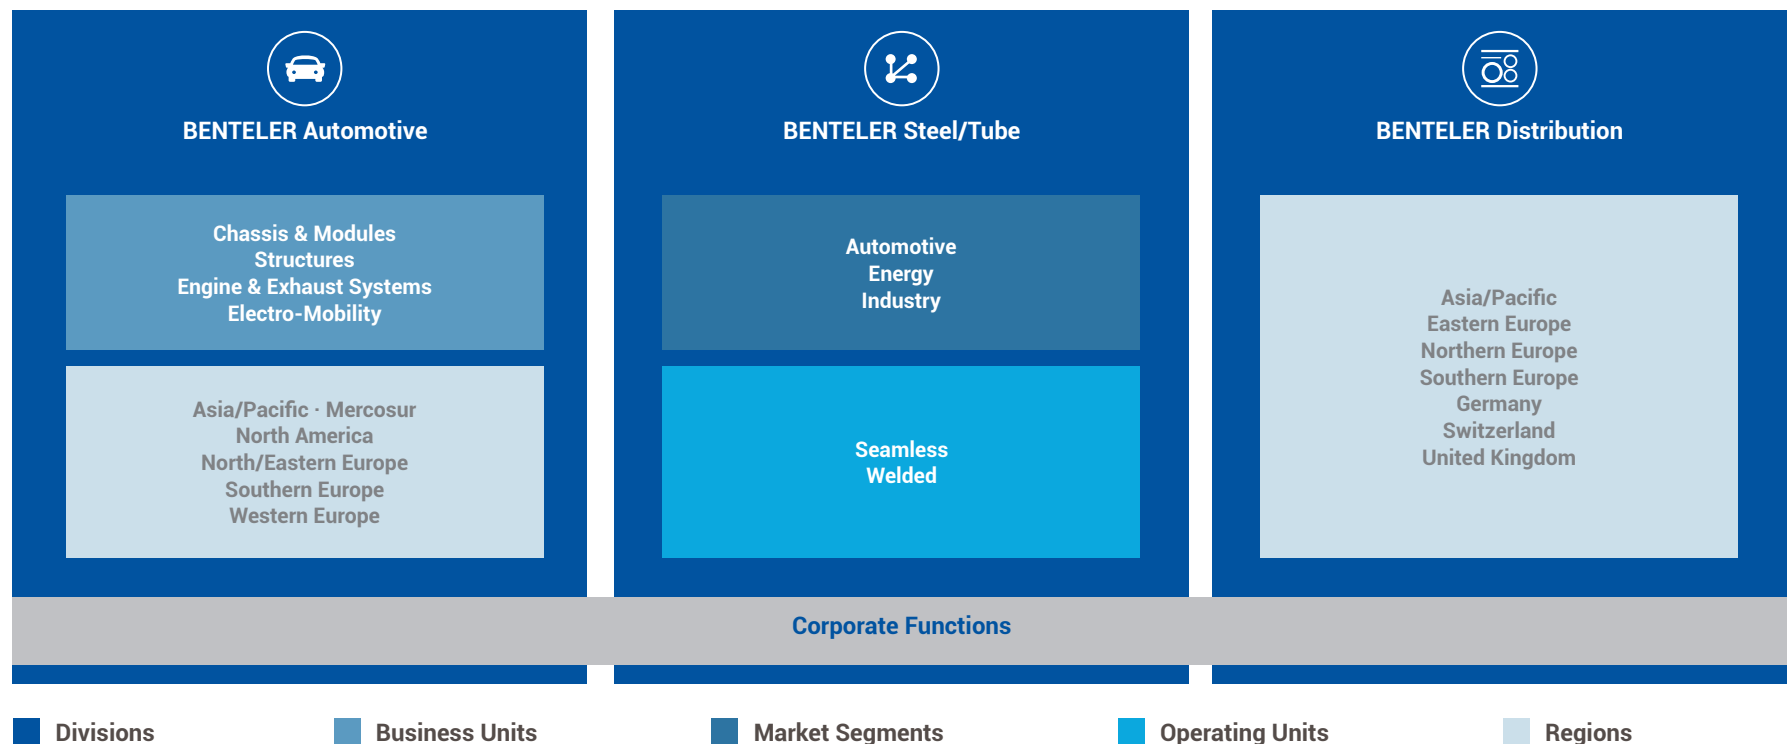 BENTELER Automotive
Chassis & Modules
Structures
Engine & Exhaust Systems
Electro-Mobility
Asia/Pacific · Mercosur
North America
North/Eastern Europe
Southern Europe
Western Europe
BENTELER Steel/Tube
Automotive
Energy
Industry
Seamless
Welded
BENTELER Distribution
Asia/Pacific
Eastern Europe
Northern Europe
Southern Europe
Germany
Switzerland
United Kingdom
Corporate Functions
Divisions
Business Units
Market Segments
Operating Units
Regions